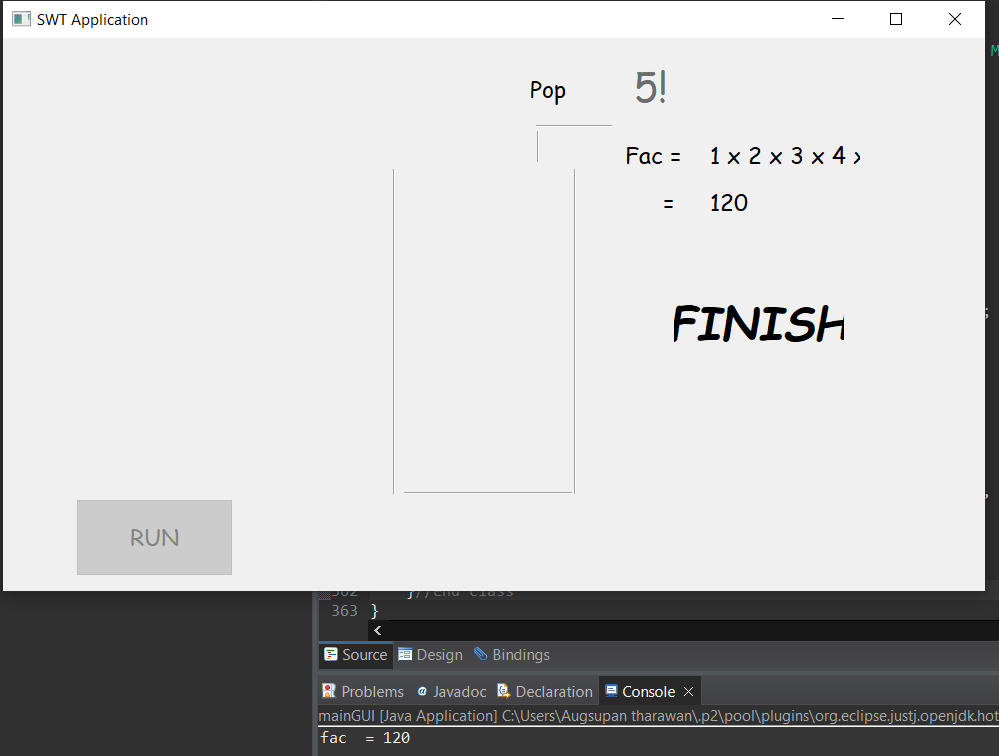 SWT Application
M
Pop 5!
Fac = 1 x 2 x 3 x 4 x
= 120
;
FINISH
,
RUN
362 }//end class
363 }
<
Source Design Bindings
Problems @ Javadoc Declaration Console
mainGUI [Java Application] C:\Users\Augsupan tharawan\.p2\pool\plugins\org.eclipse.justj.openjdk.hot
fac = 120